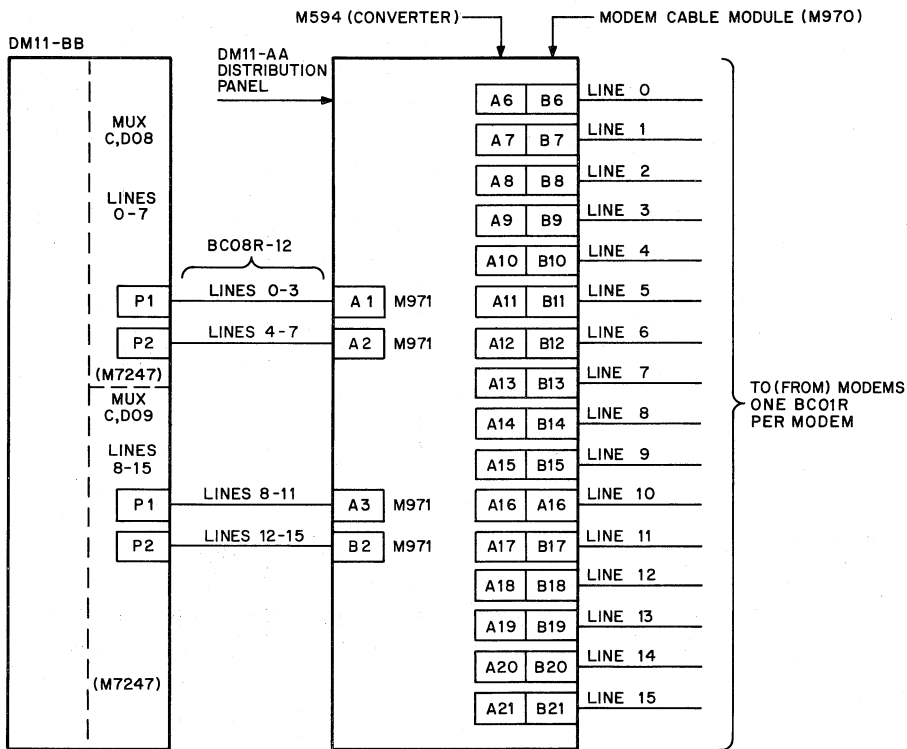 M594 (CONVERTER)
MODEM CABLE MODULE (M970)
DM11-BB
DM11-AA
DISTRIBUTION
PANEL
MUX
C,D08
LINES
0-7
BC08R-12
P1
LINES 0-3
A1
M971
P2
LINES 4-7
A2
M971
(M7247)
MUX
C,D09
LINES
8-15
P1
LINES 8-11
A3
M971
P2
LINES 12-15
B2
M971
(M7247)
A6 B6 LINE 0
A7 B7 LINE 1
A8 B8 LINE 2
A9 B9 LINE 3
A10 B10 LINE 4
A11 B11 LINE 5
A12 B12 LINE 6
A13 B13 LINE 7
A14 B14 LINE 8
A15 B15 LINE 9
A16 A16 LINE 10
A17 B17 LINE 11
A18 B18 LINE 12
A19 B19 LINE 13
A20 B20 LINE 14
A21 B21 LINE 15
TO (FROM) MODEMS
ONE BC01R
PER MODEM